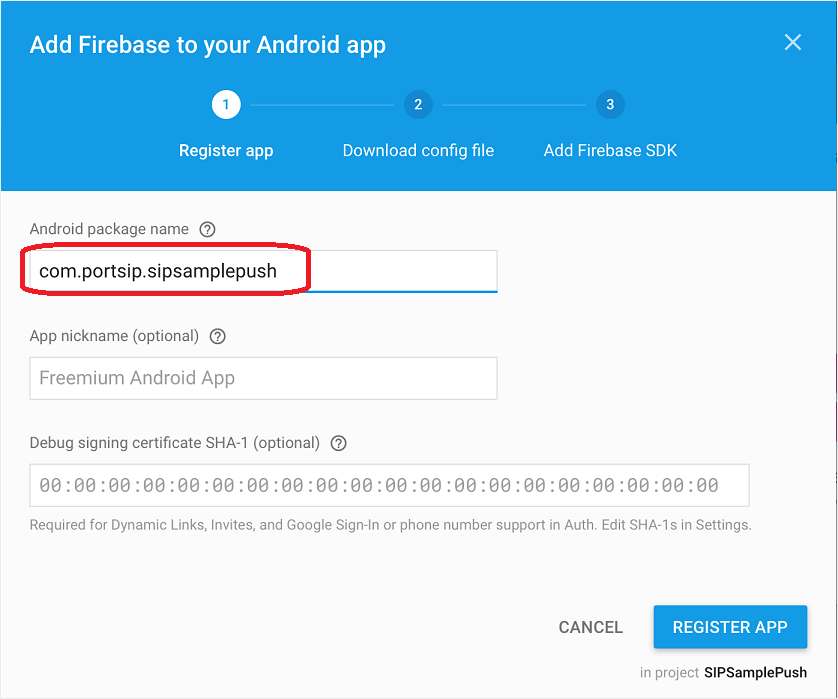 Add Firebase to your Android app
1 2 3
Register app Download config file Add Firebase SDK
Android package name ?
com.portsip.sipsamplepush
App nickname (optional) ?
Freemium Android App
Debug signing certificate SHA-1 (optional) ?
00:00:00:00:00:00:00:00:00:00:00:00:00:00:00:00:00:00:00:00
Required for Dynamic Links, Invites, and Google Sign-In or phone number support in Auth. Edit SHA-1s in Settings.
CANCEL REGISTER APP
in project SIPSamplePush